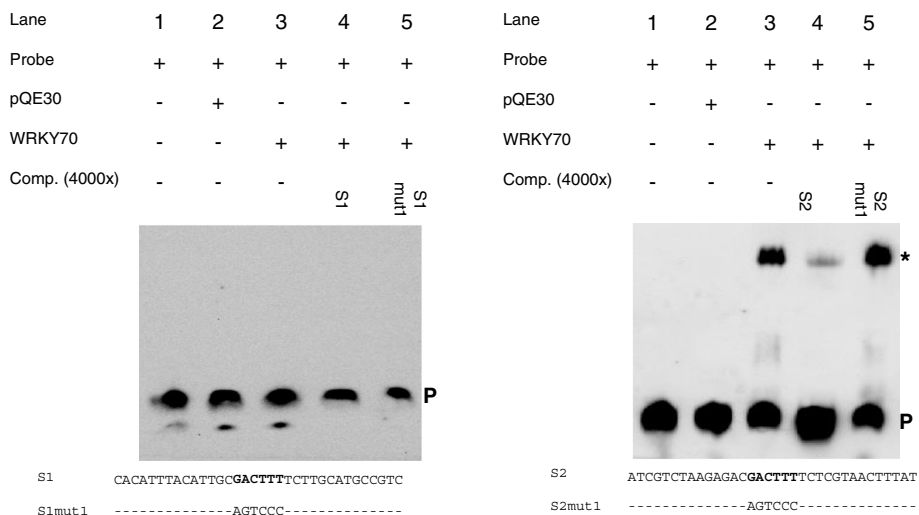 Lane 1 2 3 4 5
Probe + + + + +
pQE30 - + - - -
WRKY70 - - + + +
Comp. (4000x) - - - S1 S1 mut1
P
S1 CACATTTACATTGCGACTTTTCTTGCATGCCGTC
S1mut1 --------------AGTCCC--------------
Lane 1 2 3 4 5
Probe + + + + +
pQE30 - + - - -
WRKY70 - - + + +
Comp. (4000x) - - - S2 S2 mut1
*
P
S2 ATCGTCTAAGAGACGACTTTTCTCGTAACTTTAT
S2mut1 --------------AGTCCC--------------